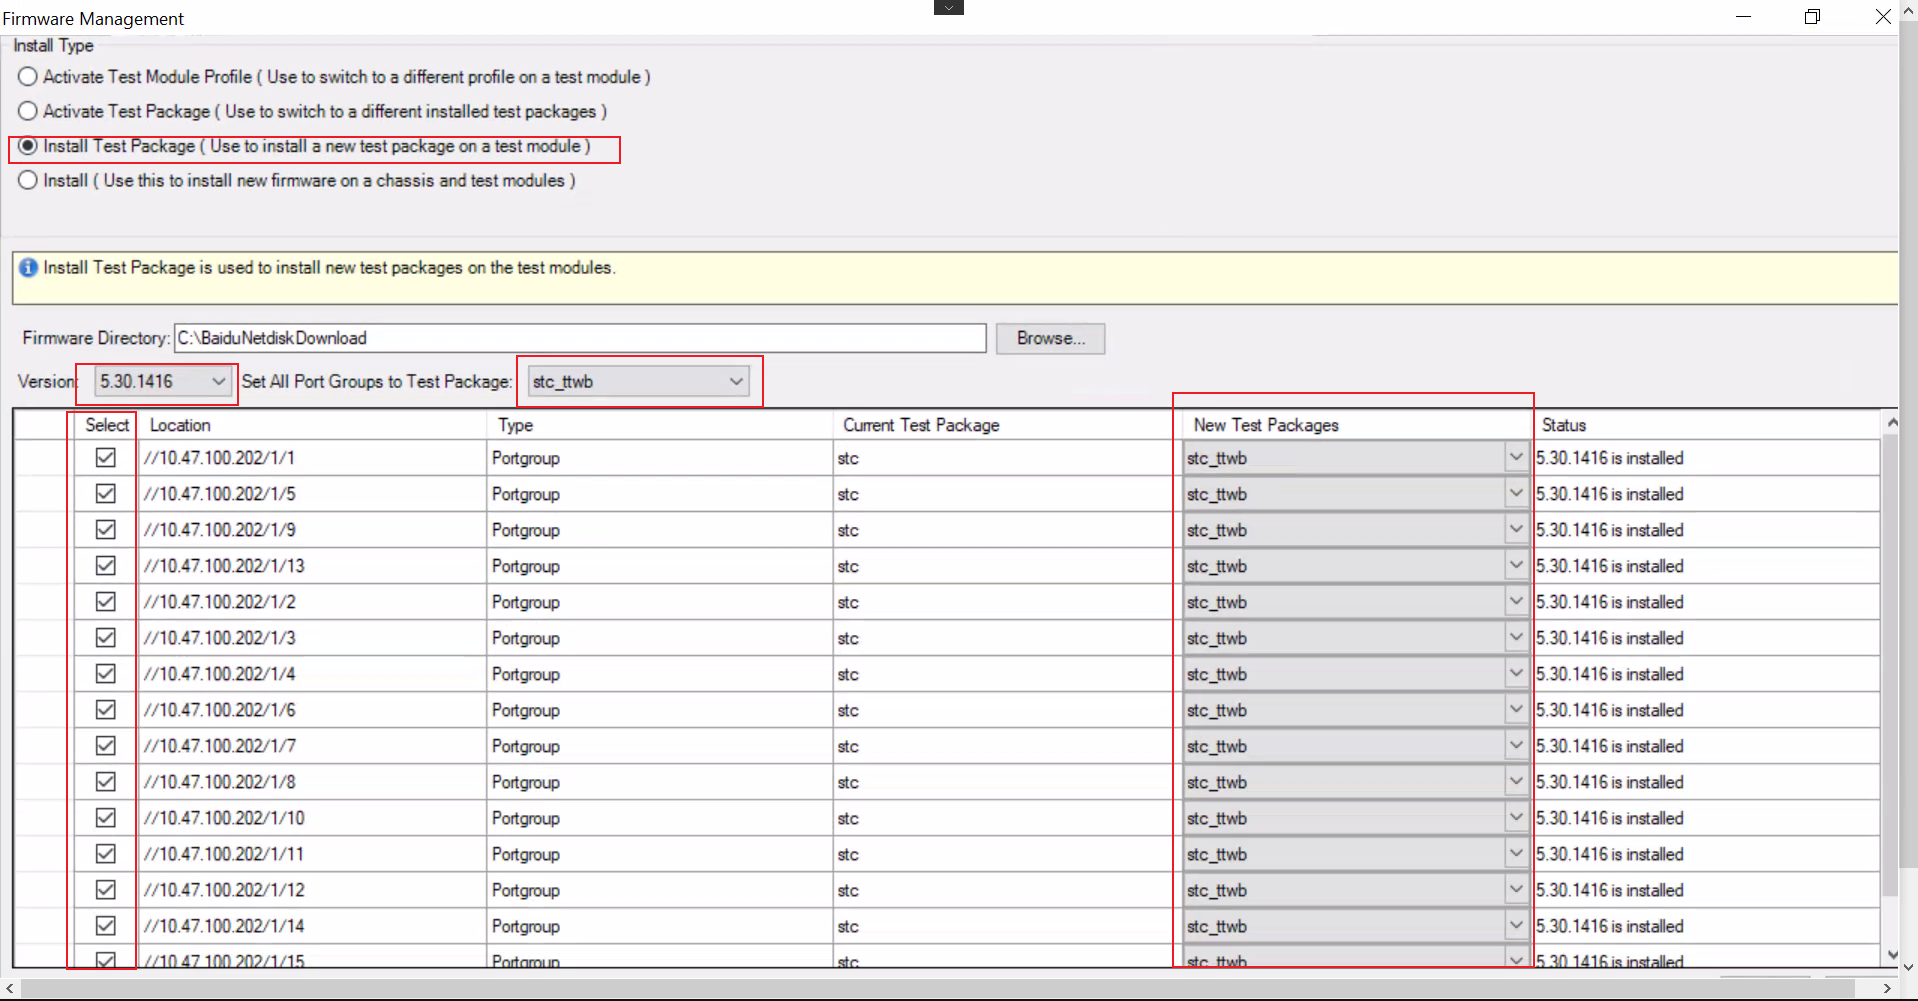 Firmware Management
Install Type
Activate Test Module Profile ( Use to switch to a different profile on a test module )
Activate Test Package ( Use to switch to a different installed test packages )
Install Test Package ( Use to install a new test package on a test module )
Install ( Use this to install new firmware on a chassis and test modules )
Install Test Package is used to install new test packages on the test modules.
Firmware Directory: C:\BaiduNetdiskDownload Browse...
Version: 5.30.1416 Set All Port Groups to Test Package: stc_ttwb
Select Location Type Current Test Package New Test Packages Status
//10.47.100.202/1/1 Portgroup stc stc_ttwb 5.30.1416 is installed
//10.47.100.202/1/5 Portgroup stc stc_ttwb 5.30.1416 is installed
//10.47.100.202/1/9 Portgroup stc stc_ttwb 5.30.1416 is installed
//10.47.100.202/1/13 Portgroup stc stc_ttwb 5.30.1416 is installed
//10.47.100.202/1/2 Portgroup stc stc_ttwb 5.30.1416 is installed
//10.47.100.202/1/3 Portgroup stc stc_ttwb 5.30.1416 is installed
//10.47.100.202/1/4 Portgroup stc stc_ttwb 5.30.1416 is installed
//10.47.100.202/1/6 Portgroup stc stc_ttwb 5.30.1416 is installed
//10.47.100.202/1/7 Portgroup stc stc_ttwb 5.30.1416 is installed
//10.47.100.202/1/8 Portgroup stc stc_ttwb 5.30.1416 is installed
//10.47.100.202/1/10 Portgroup stc stc_ttwb 5.30.1416 is installed
//10.47.100.202/1/11 Portgroup stc stc_ttwb 5.30.1416 is installed
//10.47.100.202/1/12 Portgroup stc stc_ttwb 5.30.1416 is installed
//10.47.100.202/1/14 Portgroup stc stc_ttwb 5.30.1416 is installed
//10.47.100.202/1/15 Portgroup stc stc_ttwb 5.30.1416 is installed